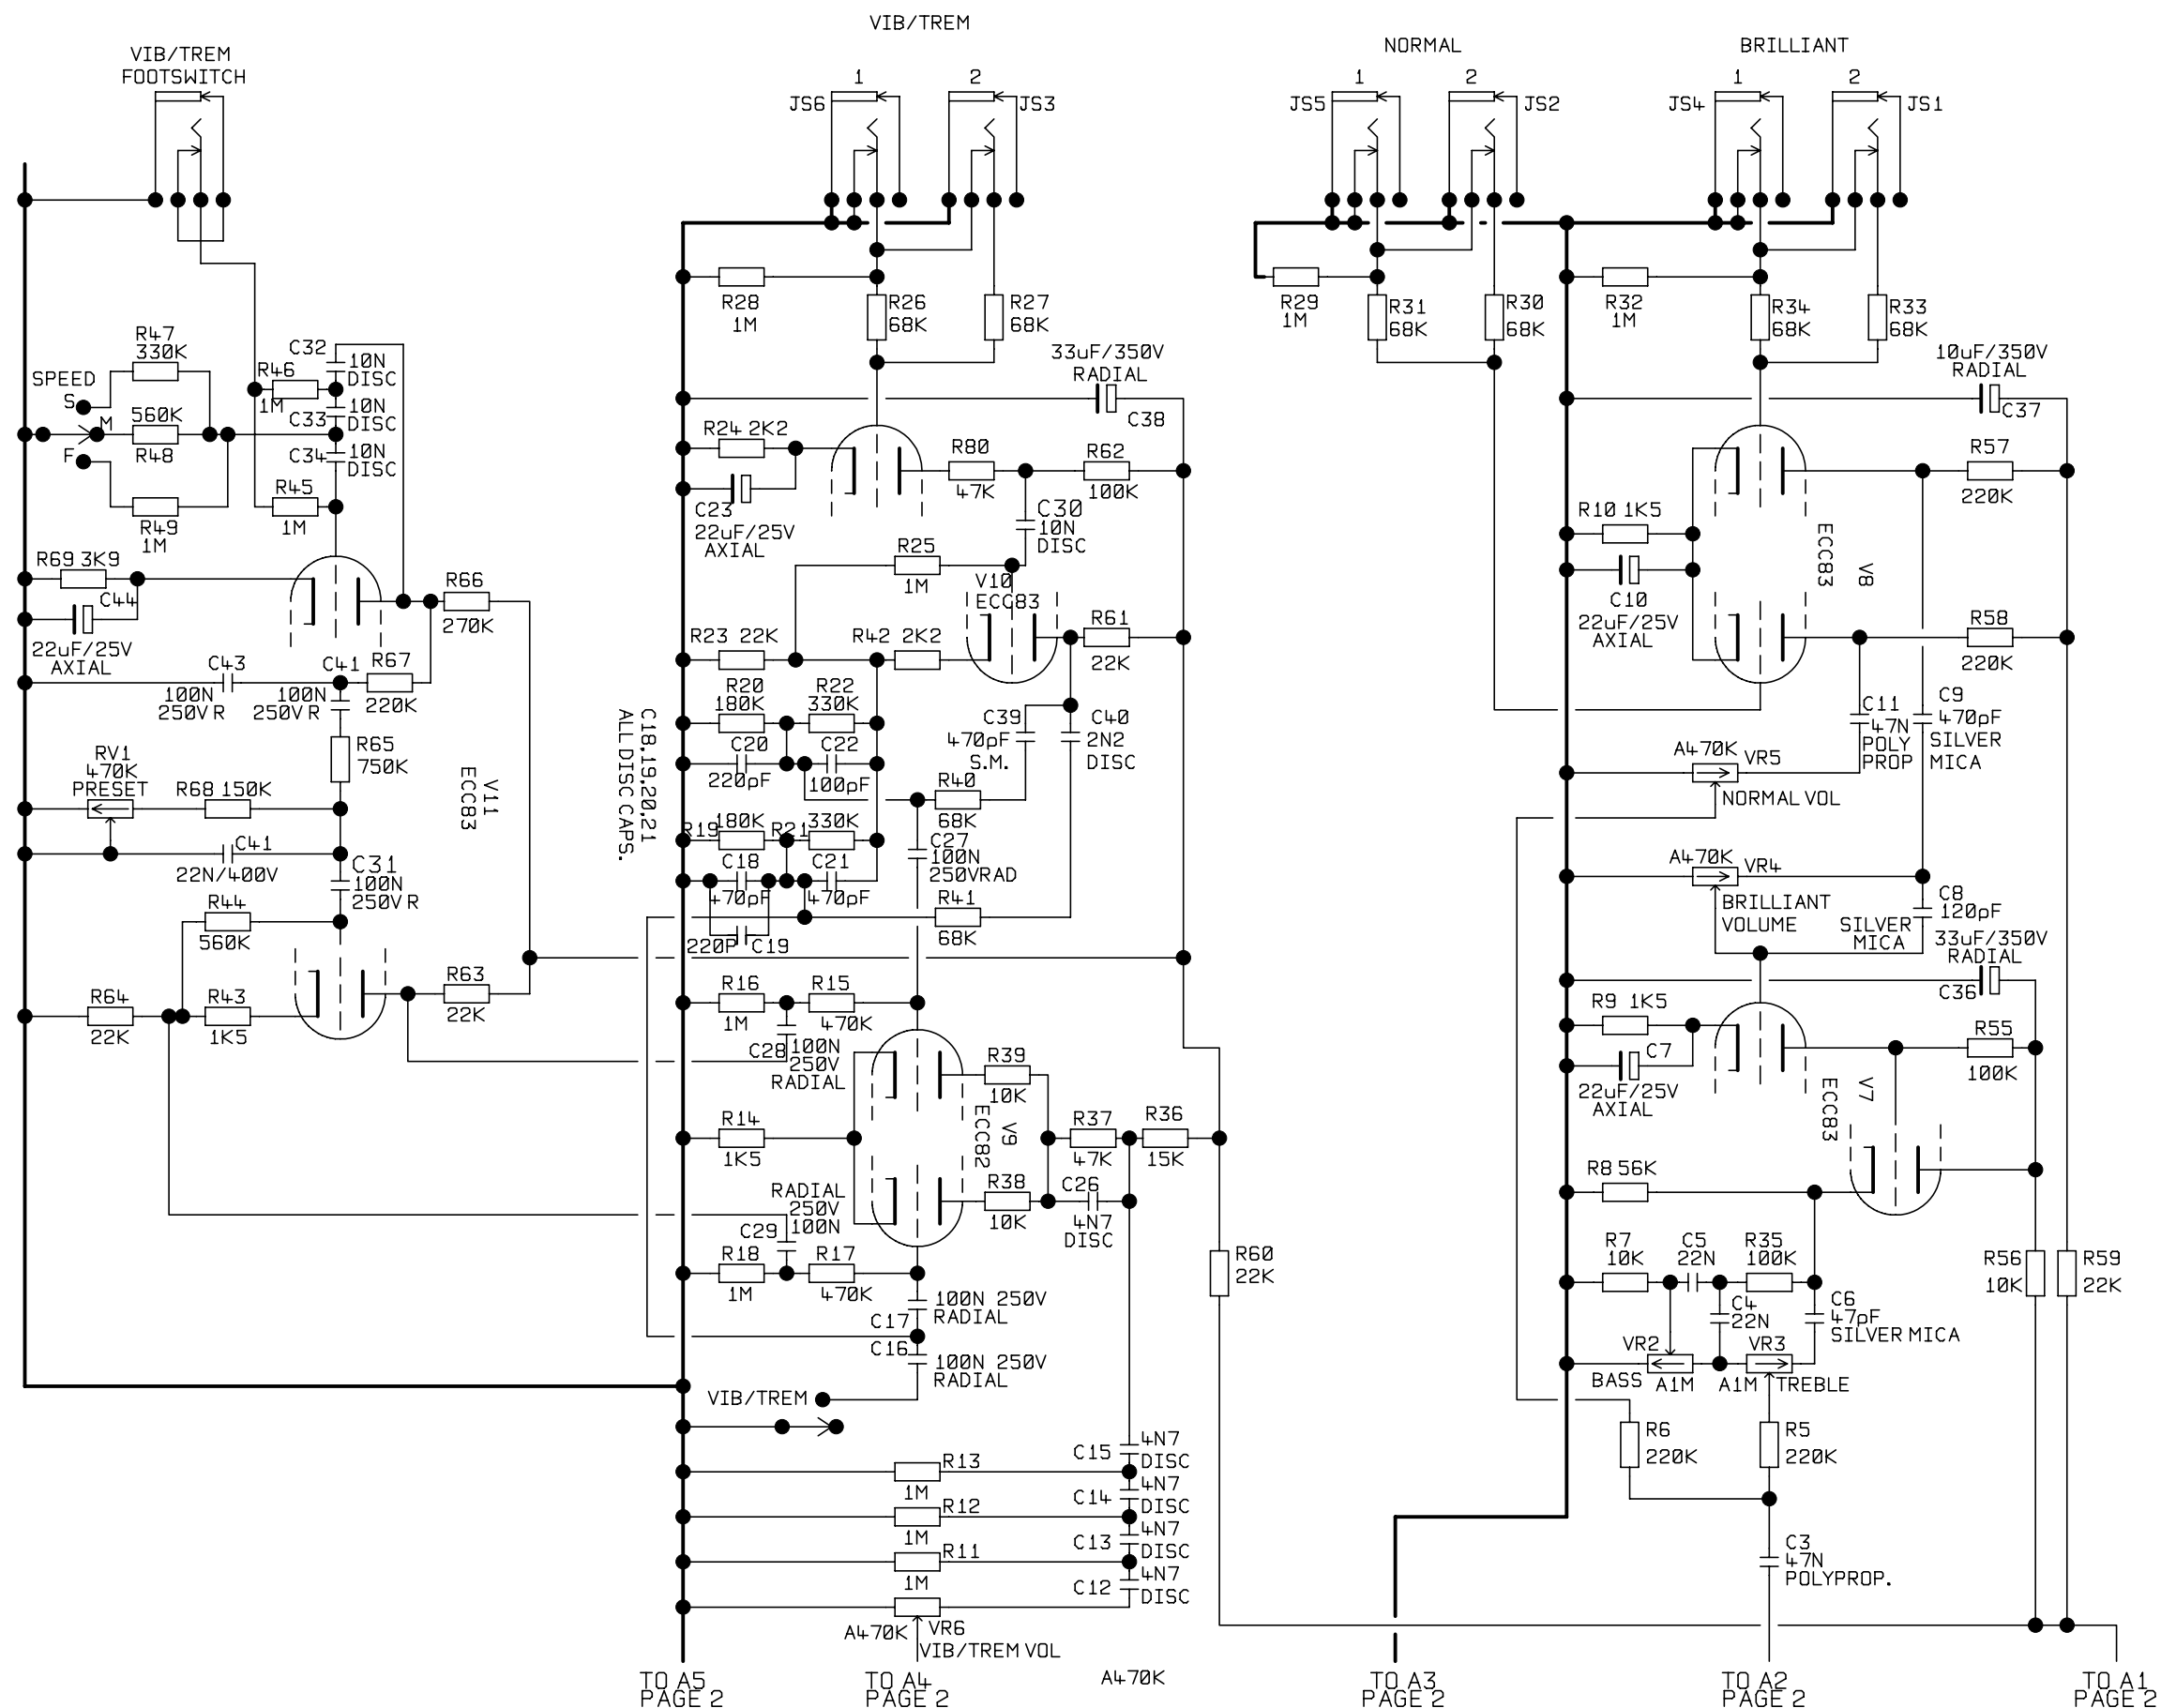 VIB/TREM
VIB/TREM
FOOTSWITCH
NORMAL
BRILLIANT
1
2
1
2
1
2
JS6
JS3
JS5
JS2
JS4
JS1
R28
1M
R26
68K
R27
68K
R29
1M
R31
68K
R30
68K
R32
1M
R34
68K
R33
68K
R47
330K
SPEED
S
M
F
560K
R48
R49
1M
C32
10N
DISC
R46
1M
C33
10N
DISC
C34
10N
DISC
R45
1M
33uF/350V
RADIAL
C38
10uF/350V
RADIAL
C37
R24 2K2
C23
22uF/25V
AXIAL
R80
47K
R62
100K
C30
10N
DISC
R25
1M
V10
ECC83
R61
22K
R57
220K
R10 1K5
C10
22uF/25V
AXIAL
ECC83
V8
R58
220K
R69 3K9
C44
22uF/25V
AXIAL
R66
270K
C43
100N
250V R
C41
100N
250V R
R67
220K
R23 22K
R42 2K2
R20
180K
R22
330K
C20
220pF
C22
100pF
C39
470pF
S.M.
C40
2N2
DISC
C18,19,20,21
ALL DISC CAPS.
R40
68K
C11
47N
POLY
PROP
C9
470pF
SILVER
MICA
A470K
VR5
NORMAL VOL
RV1
470K
PRESET
R68 150K
R65
750K
V11
ECC83
C41
22N/400V
C31
100N
250V R
R19
180K
R21
330K
C18
470pF
C21
470pF
C27
100N
250VRAD
R41
68K
220P
C19
A470K
VR4
BRILLIANT
VOLUME
C8
120pF
SILVER
MICA
33uF/350V
RADIAL
C36
R44
560K
R64
22K
R43
1K5
R63
22K
R16
1M
R15
470K
C28
100N
250V
RADIAL
R39
10K
R9 1K5
C7
22uF/25V
AXIAL
R55
100K
ECC83
V7
R14
1K5
ECC82
V9
R37
47K
R36
15K
R38
10K
C26
4N7
DISC
RADIAL
250V
100N
C29
R18
1M
R17
470K
R8 56K
R7
10K
C5
22N
R35
100K
C4
22N
C6
47pF
SILVER MICA
R60
22K
R56
10K
R59
22K
100N 250V
RADIAL
C17
C16
100N 250V
RADIAL
VR2
BASS
A1M
VR3
A1M
TREBLE
VIB/TREM
R6
220K
R5
220K
C15
4N7
DISC
R13
1M
C14
4N7
DISC
R12
1M
C13
4N7
DISC
R11
1M
C12
4N7
DISC
C3
47N
POLYPROP.
A470K
VR6
VIB/TREM VOL
A470K
TO A5
PAGE 2
TO A4
PAGE 2
TO A3
PAGE 2
TO A2
PAGE 2
TO A1
PAGE 2